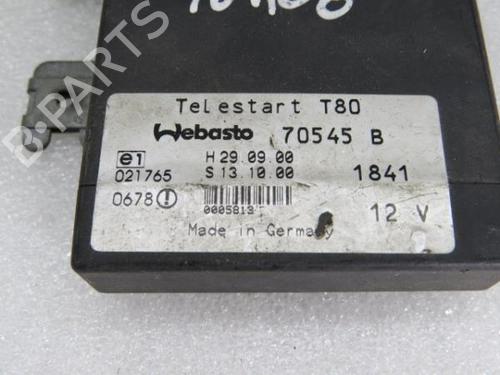 Telestart T80
Webasto 70545 B
e1 H 29.09.00
021765 S 13.10.00 1841
0678
0005813
12 V
Made in Germany
B-PARTS